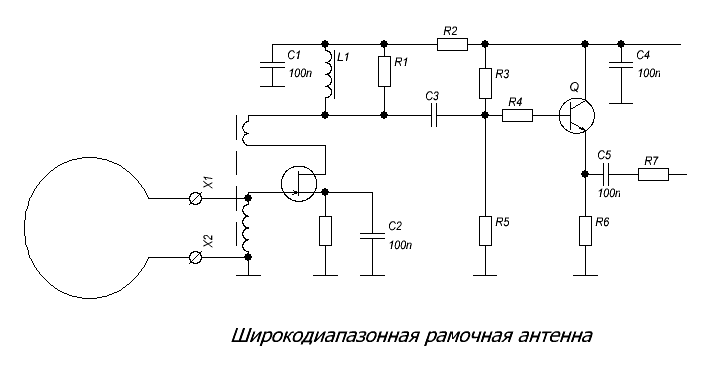 R2
C1
100n
L1
R1
R3
C4
100n
C3
R4
Q
X1
C5
100n
R7
X2
C2
100n
R5
R6
Широкодиапазонная рамочная антенна